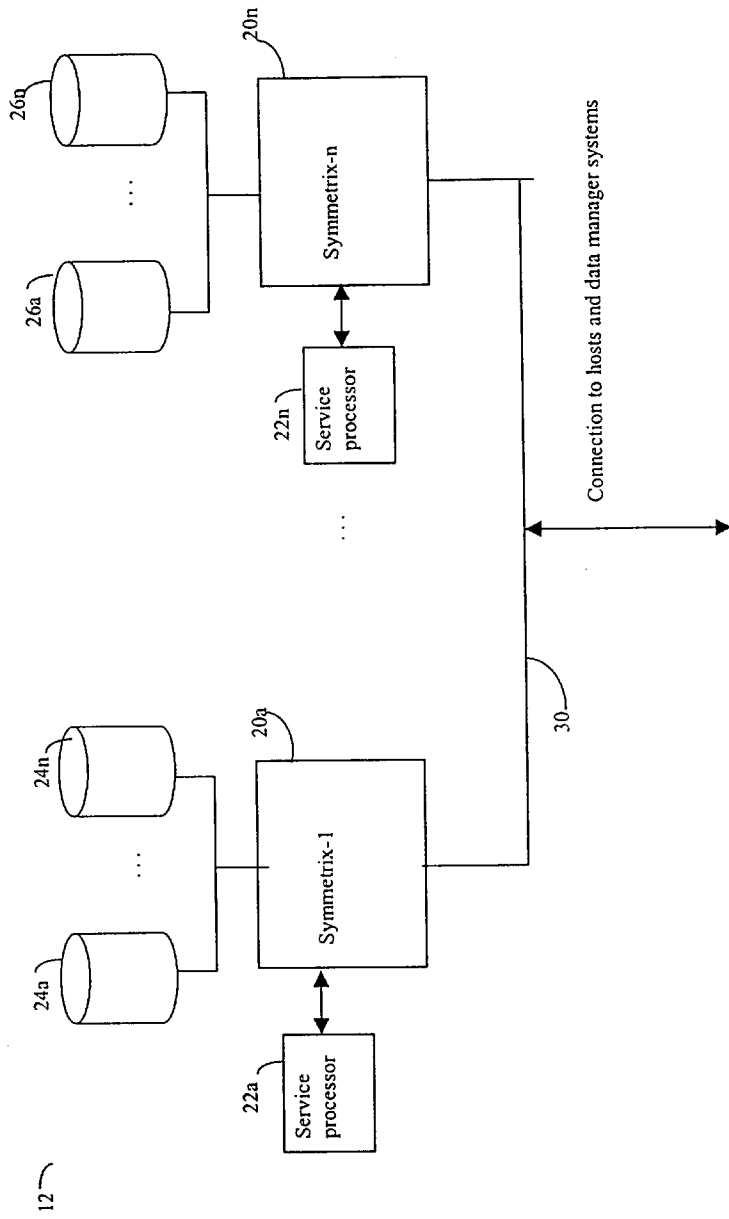 12
24a
...
24n
26a
...
26n
22a
Service
processor
20a
Symmetrix-1
...
22n
Service
processor
20n
Symmetrix-n
30
Connection to hosts and data manager systems